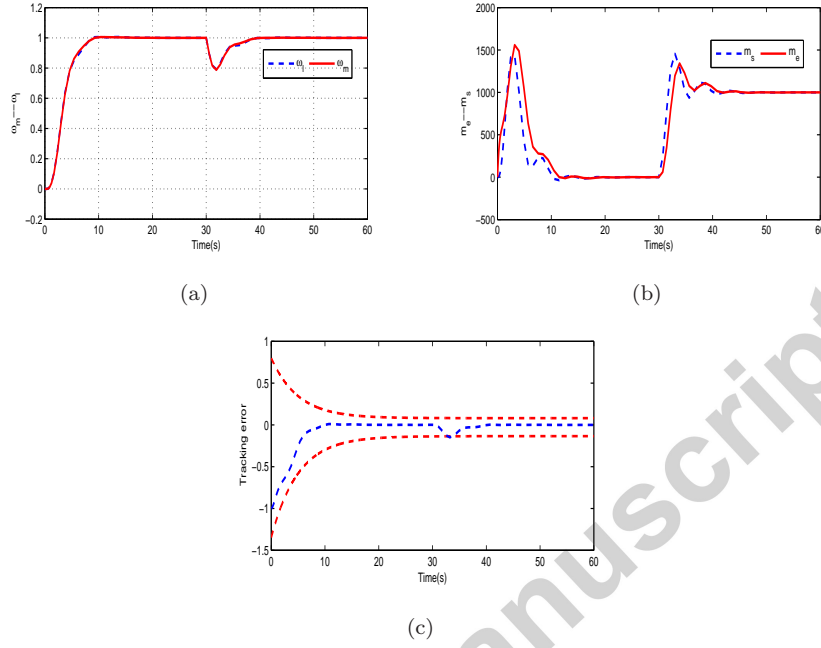 1.2
1
0.8
0.6
0.4
0.2
0
−0.2
ω_m—ω_l
ω_l
ω_m
0 10 20 30 40 50 60
Time(s)
(a)
2000
1500
1000
500
0
−500
m_e—m_s
m_s
m_e
0 10 20 30 40 50 60
Time(s)
(b)
1
0.5
0
−0.5
−1
−1.5
Tracking error
0 10 20 30 40 50 60
Time(s)
(c)
anuscript